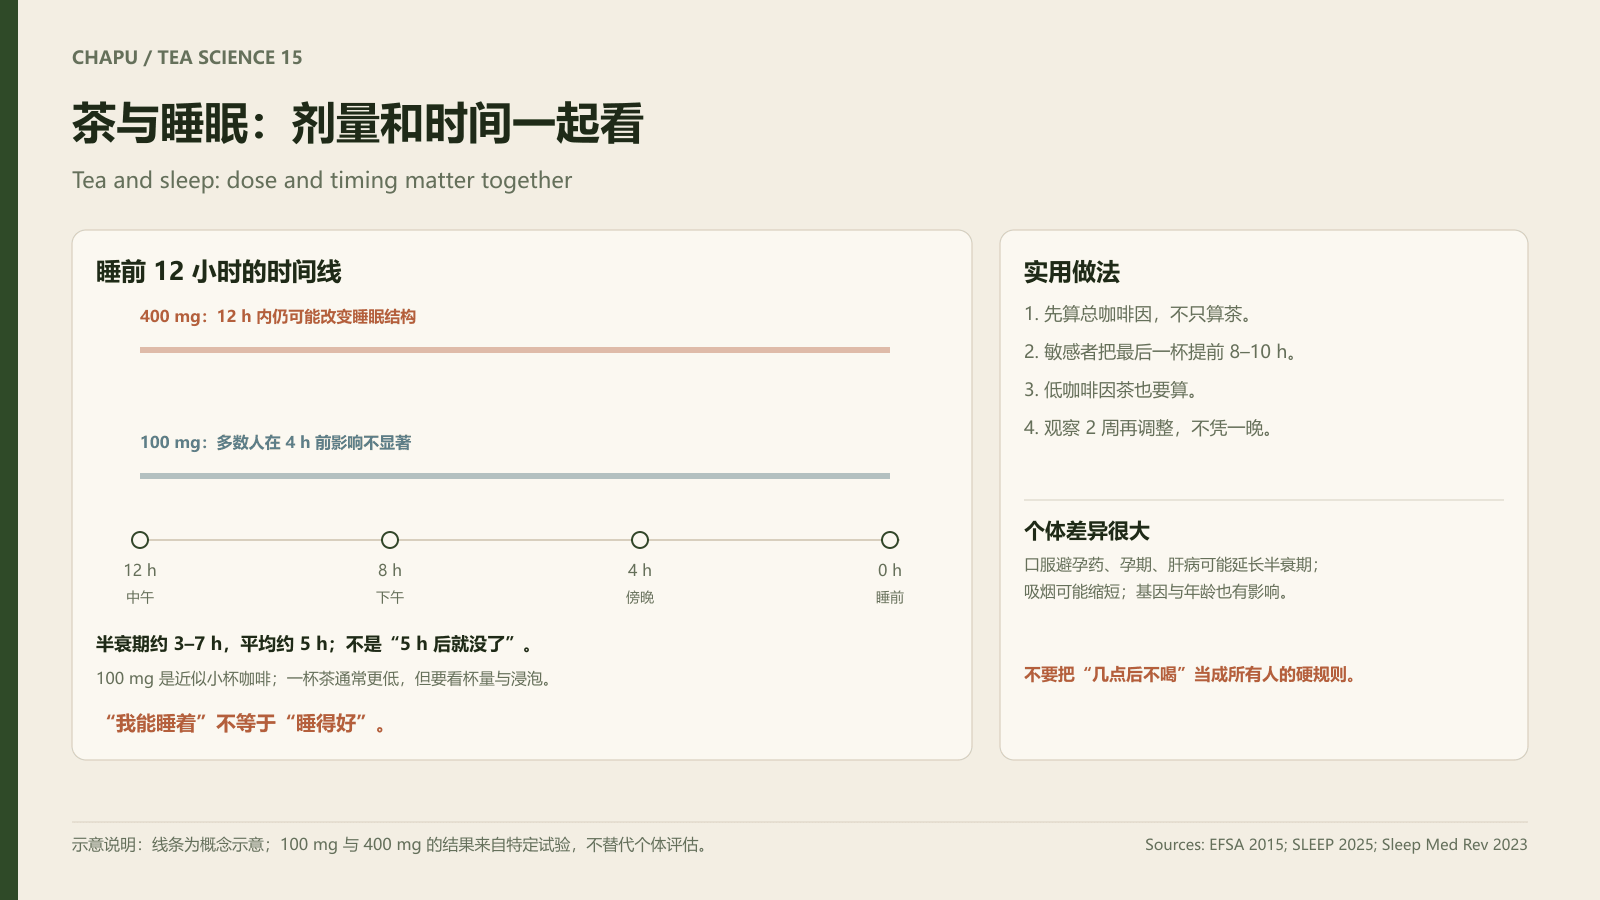 CHAPU / TEA SCIENCE 15
茶与睡眠：剂量和时间一起看
Tea and sleep: dose and timing matter together
睡前 12 小时的时间线
400 mg：12 h 内仍可能改变睡眠结构
100 mg：多数人在 4 h 前影响不显著
12 h
8 h
4 h
0 h
中午
下午
傍晚
睡前
半衰期约 3–7 h，平均约 5 h；不是“5 h 后就没了”。
100 mg 是近似小杯咖啡；一杯茶通常更低，但要看杯量与浸泡。
“我能睡着”不等于“睡得好”。
实用做法
1. 先算总咖啡因，不只算茶。
2. 敏感者把最后一杯提前 8–10 h。
3. 低咖啡因茶也要算。
4. 观察 2 周再调整，不凭一晚。
个体差异很大
口服避孕药、孕期、肝病可能延长半衰期；
吸烟可能缩短；基因与年龄也有影响。
不要把“几点后不喝”当成所有人的硬规则。
示意说明：线条为概念示意；100 mg 与 400 mg 的结果来自特定试验，不替代个体评估。
Sources: EFSA 2015; SLEEP 2025; Sleep Med Rev 2023